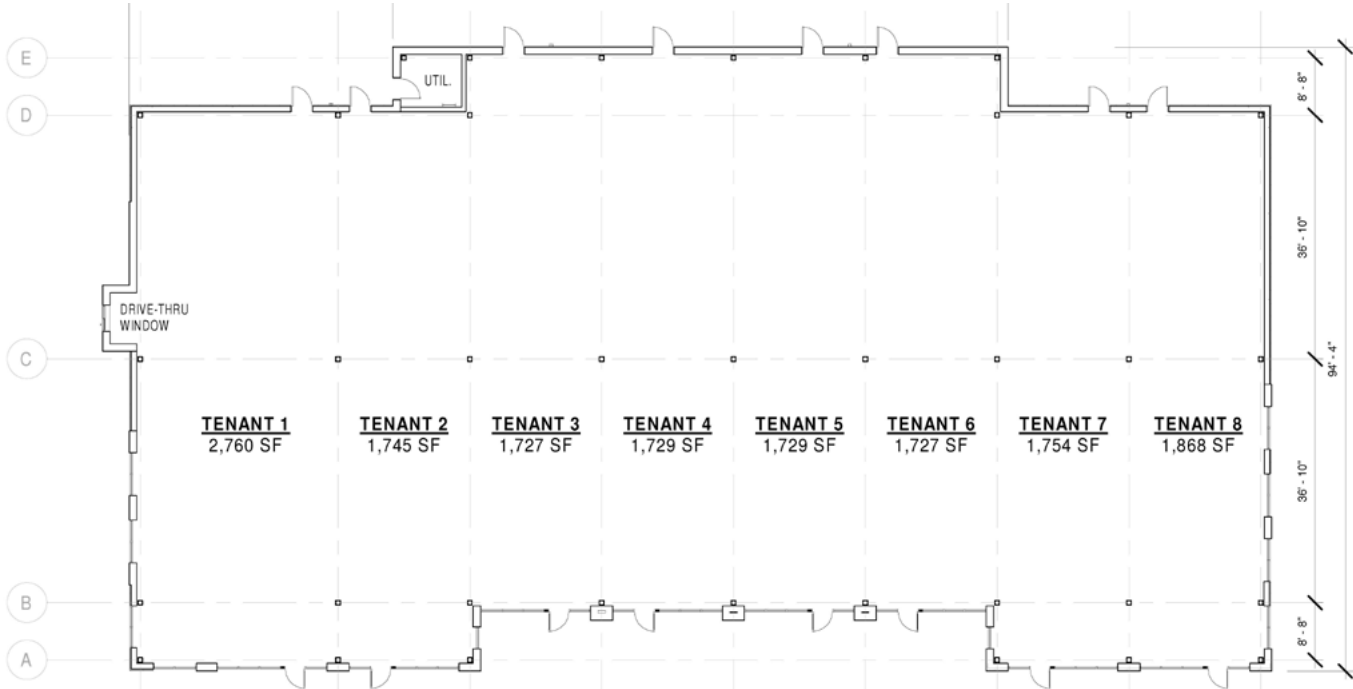 E
UTIL.
8' - 8"
D
36' - 10"
DRIVE-THRU
WINDOW
C
94' - 4"
TENANT 1
2,760 SF
TENANT 2
1,745 SF
TENANT 3
1,727 SF
TENANT 4
1,729 SF
TENANT 5
1,729 SF
TENANT 6
1,727 SF
TENANT 7
1,754 SF
TENANT 8
1,868 SF
36' - 10"
B
8' - 8"
A